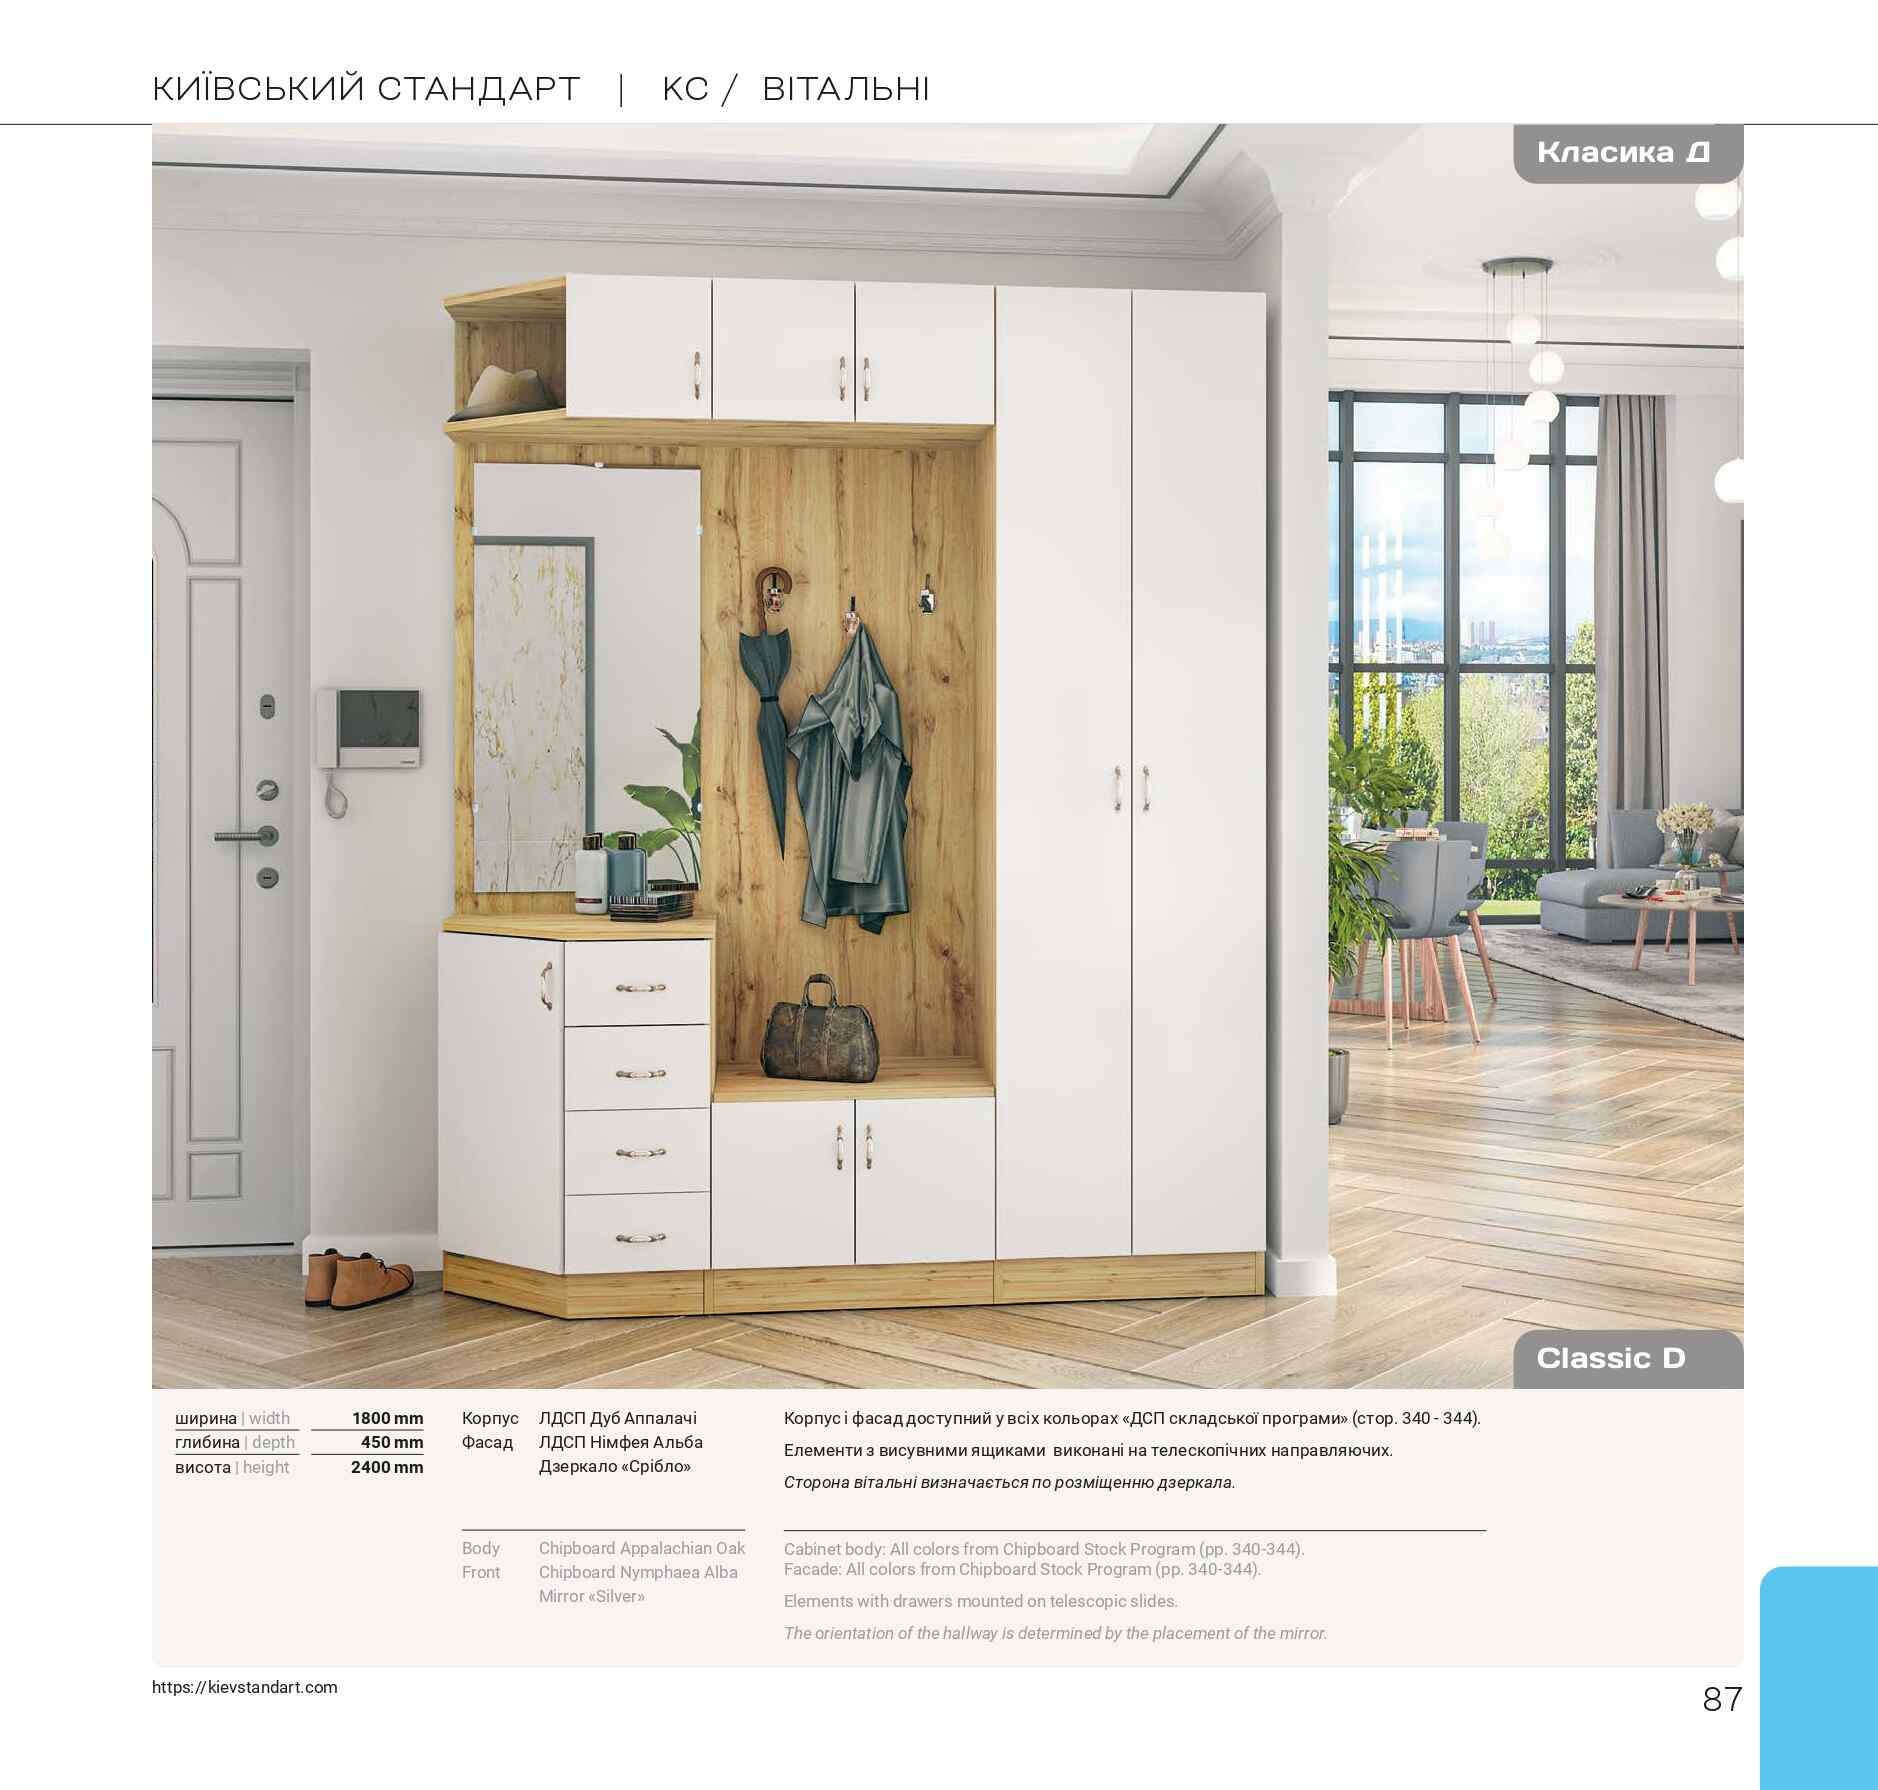 КИЇВСЬКИЙ СТАНДАРТ | КС / ВІТАЛЬНІ
Класика Д
Classic D
ширина | width 1800 mm
глибина | depth 450 mm
висота | height 2400 mm
Корпус ЛДСП Дуб Аппалачі
Фасад ЛДСП Німфея Альба
Дзеркало «Срібло»
Body Chipboard Appalachian Oak
Front Chipboard Nymphaea Alba
Mirror «Silver»
Корпус і фасад доступний у всіх кольорах «ДСП складської програми» (стор. 340 - 344).
Елементи з висувними ящиками виконані на телескопічних направляючих.
Сторона вітальні визначається по розміщенню дзеркала.
Cabinet body: All colors from Chipboard Stock Program (pp. 340-344).
Facade: All colors from Chipboard Stock Program (pp. 340-344).
Elements with drawers mounted on telescopic slides.
The orientation of the hallway is determined by the placement of the mirror.
https://kievstandart.com
87